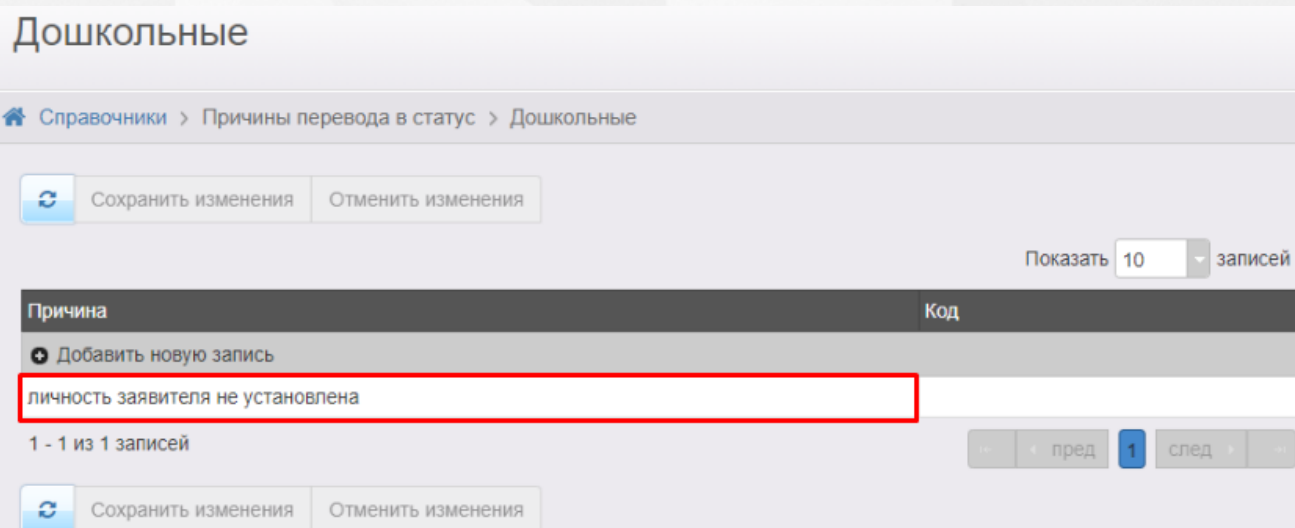 Дошкольные
Справочники > Причины перевода в статус > Дошкольные
Сохранить изменения Отменить изменения
Показать 10 записей
Причина Код
Добавить новую запись
личность заявителя не установлена
1 - 1 из 1 записей пред 1 след
Сохранить изменения Отменить изменения